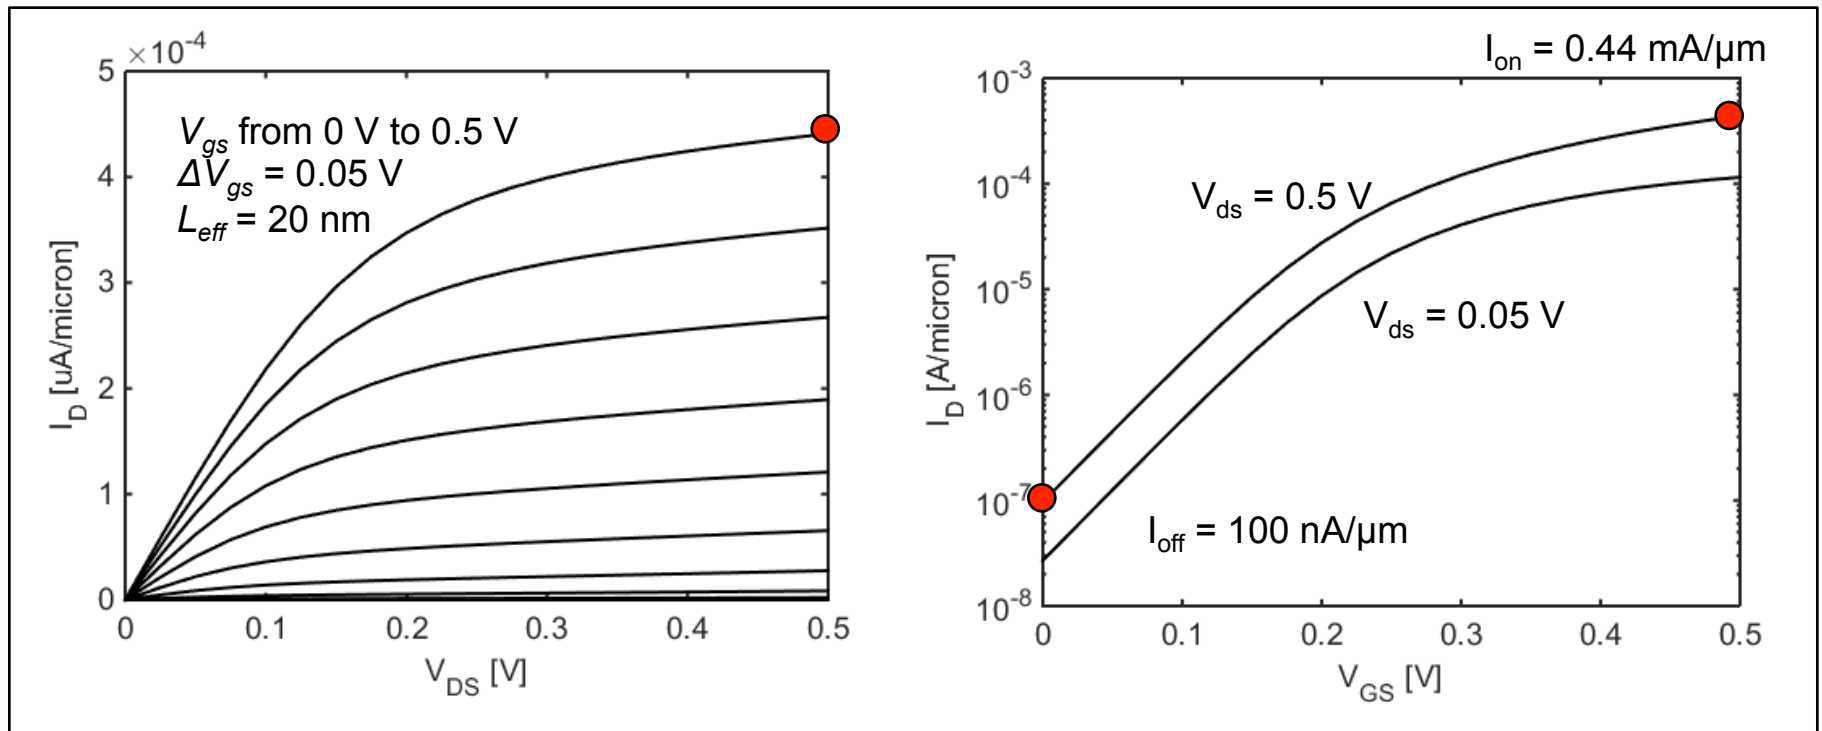 ×10⁻⁴
5
4
3
2
1
0
I_D [uA/micron]
V_gs from 0 V to 0.5 V
ΔV_gs = 0.05 V
L_eff = 20 nm
0 0.1 0.2 0.3 0.4 0.5
V_DS [V]
I_on = 0.44 mA/μm
10⁻³
10⁻⁴
10⁻⁵
10⁻⁶
10⁻⁷
10⁻⁸
I_D [A/micron]
V_ds = 0.5 V
V_ds = 0.05 V
I_off = 100 nA/μm
0 0.1 0.2 0.3 0.4 0.5
V_GS [V]